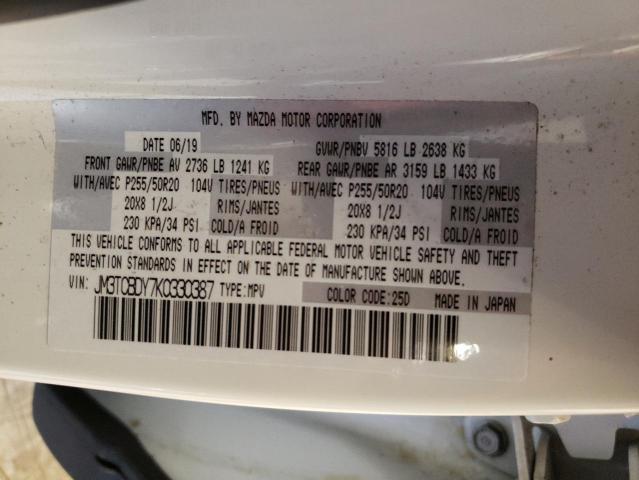 MFD. BY MAZDA MOTOR CORPORATION
DATE 06/19 GVWR/PNBV 5816 LB 2638 KG
FRONT GAWR/PNBE AV 2736 LB 1241 KG REAR GAWR/PNBE AR 3159 LB 1433 KG
WITH/AVEC P255/50R20 104V TIRES/PNEUS WITH/AVEC P255/50R20 104V TIRES/PNEUS
20X8 1/2J RIMS/JANTES 20X8 1/2J RIMS/JANTES
230 KPA/34 PSI COLD/A FROID 230 KPA/34 PSI COLD/A FROID
THIS VEHICLE CONFORMS TO ALL APPLICABLE FEDERAL MOTOR VEHICLE SAFETY AND THEFT
PREVENTION STANDARDS IN EFFECT ON THE DATE OF MANUFACTURE SHOWN ABOVE.
VIN: JM3TCBDY7K0330387 TYPE:MPV COLOR CODE:25D MADE IN JAPAN